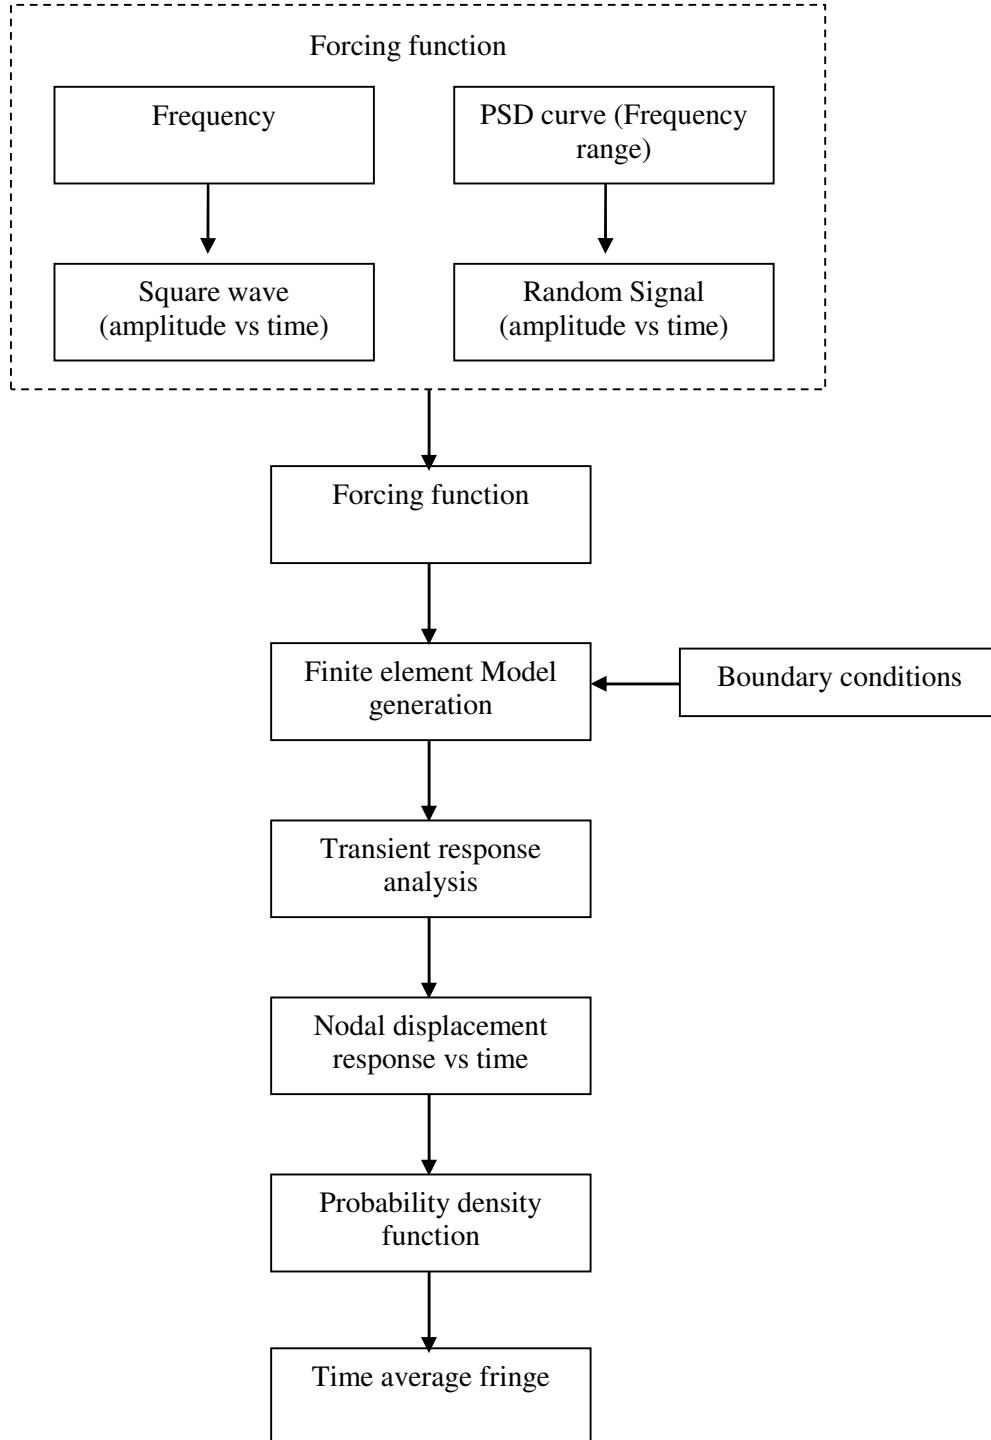 Forcing function
Frequency
PSD curve (Frequency
range)
Square wave
(amplitude vs time)
Random Signal
(amplitude vs time)
Forcing function
Finite element Model
generation
Boundary conditions
Transient response
analysis
Nodal displacement
response vs time
Probability density
function
Time average fringe